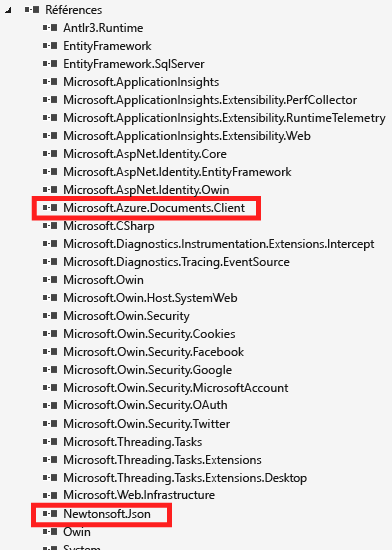 Références
Antlr3.Runtime
EntityFramework
EntityFramework.SqlServer
Microsoft.ApplicationInsights
Microsoft.ApplicationInsights.Extensibility.PerfCollector
Microsoft.ApplicationInsights.Extensibility.RuntimeTelemetry
Microsoft.ApplicationInsights.Extensibility.Web
Microsoft.AspNet.Identity.Core
Microsoft.AspNet.Identity.EntityFramework
Microsoft.AspNet.Identity.Owin
Microsoft.Azure.Documents.Client
Microsoft.CSharp
Microsoft.Diagnostics.Instrumentation.Extensions.Intercept
Microsoft.Diagnostics.Tracing.EventSource
Microsoft.Owin
Microsoft.Owin.Host.SystemWeb
Microsoft.Owin.Security
Microsoft.Owin.Security.Cookies
Microsoft.Owin.Security.Facebook
Microsoft.Owin.Security.Google
Microsoft.Owin.Security.MicrosoftAccount
Microsoft.Owin.Security.OAuth
Microsoft.Owin.Security.Twitter
Microsoft.Threading.Tasks
Microsoft.Threading.Tasks.Extensions
Microsoft.Threading.Tasks.Extensions.Desktop
Microsoft.Web.Infrastructure
Newtonsoft.Json
Owin
System